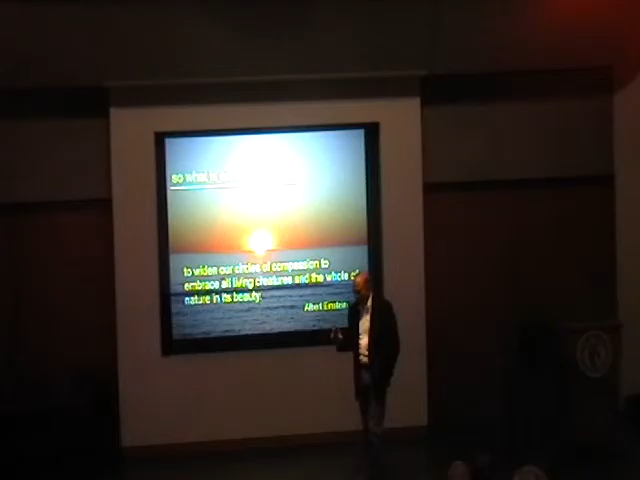 so what is
to widen our circles of compassion to
embrace all living creatures and the whole of
nature in its beauty.
Albert Einstein